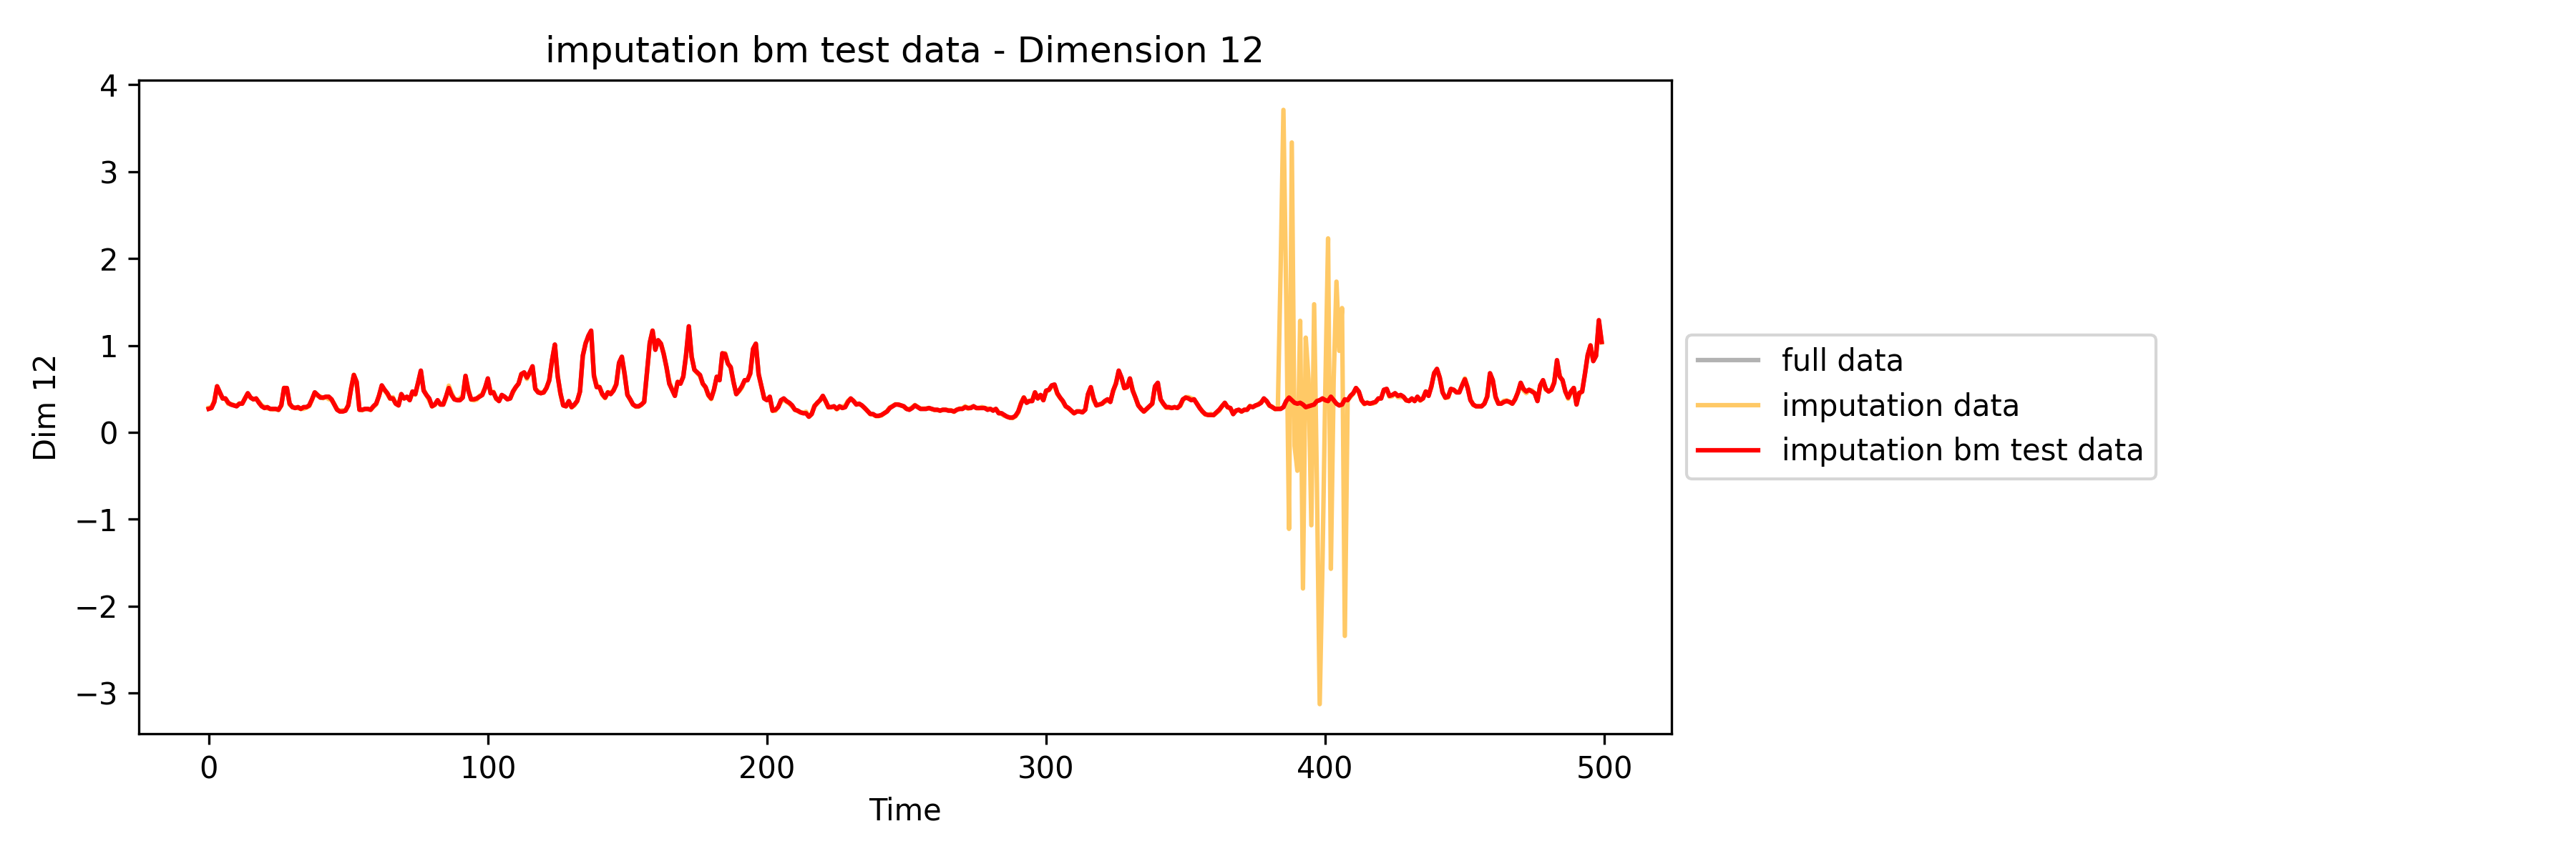 imputation bm test data - Dimension 12
4
3
2
1
0
−1
−2
−3
Dim 12
0 100 200 300 400 500
Time
full data
imputation data
imputation bm test data